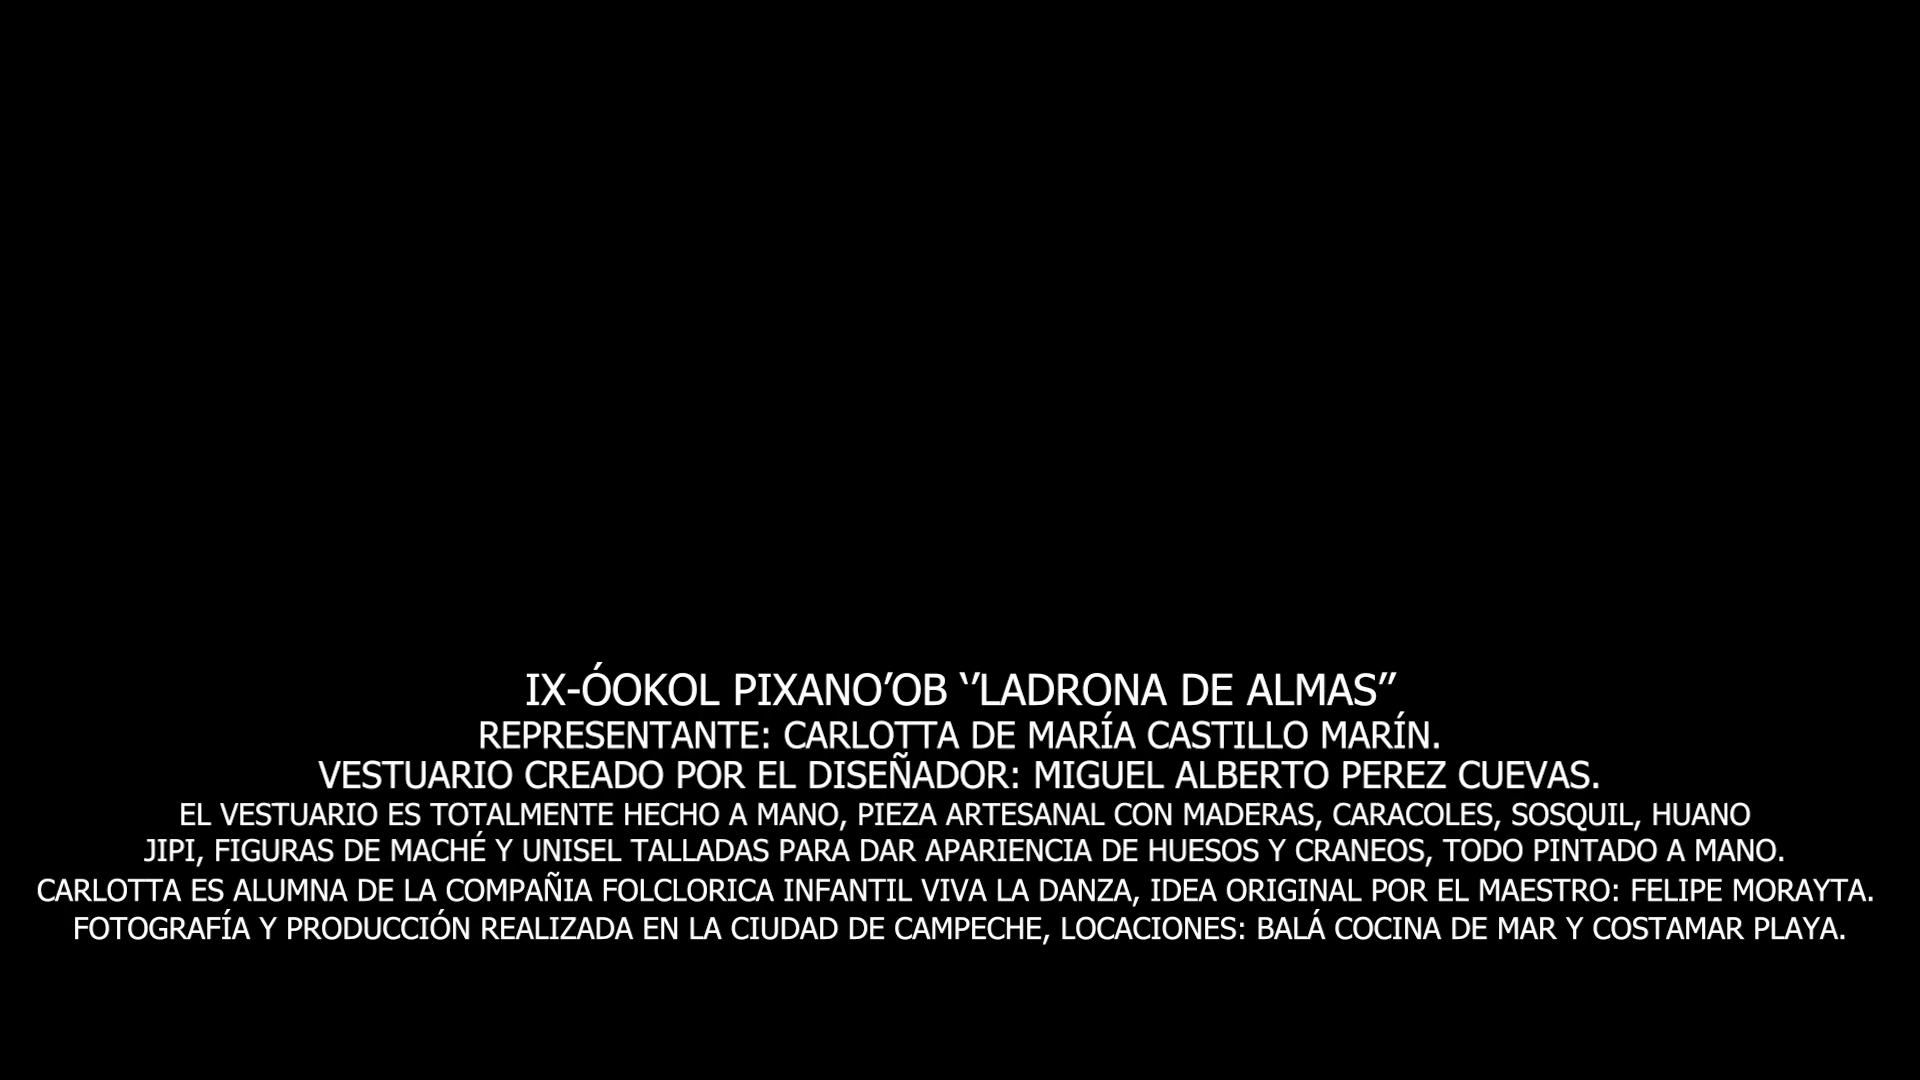 IX-ÓOKOL PIXANO’OB ‘’LADRONA DE ALMAS’’
REPRESENTANTE: CARLOTTA DE MARÍA CASTILLO MARÍN.
VESTUARIO CREADO POR EL DISEÑADOR: MIGUEL ALBERTO PEREZ CUEVAS.
EL VESTUARIO ES TOTALMENTE HECHO A MANO, PIEZA ARTESANAL CON MADERAS, CARACOLES, SOSQUIL, HUANO
JIPI, FIGURAS DE MACHÉ Y UNISEL TALLADAS PARA DAR APARIENCIA DE HUESOS Y CRANEOS, TODO PINTADO A MANO.
CARLOTTA ES ALUMNA DE LA COMPAÑIA FOLCLORICA INFANTIL VIVA LA DANZA, IDEA ORIGINAL POR EL MAESTRO: FELIPE MORAYTA.
FOTOGRAFÍA Y PRODUCCIÓN REALIZADA EN LA CIUDAD DE CAMPECHE, LOCACIONES: BALÁ COCINA DE MAR Y COSTAMAR PLAYA.